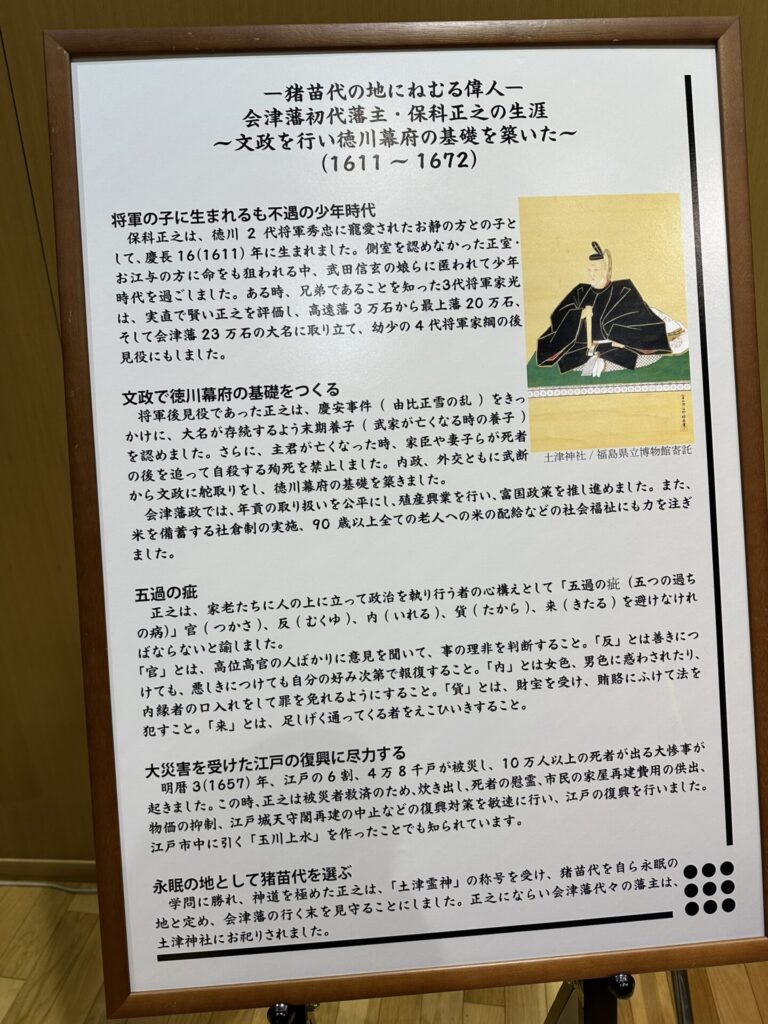 ー猪苗代の地にねむる偉人ー
会津藩初代藩主・保科正之の生涯
～文政を行い徳川幕府の基礎を築いた～
(1611 ～ 1672)
将軍の子に生まれるも不遇の少年時代
保科正之は、徳川 2 代将軍秀忠に寵愛されたお静の方との子と
して、慶長 16(1611) 年に生まれました。側室を認めなかった正室・
お江与の方に命をも狙われる中、武田信玄の娘らに匿われて少年
時代を過ごしました。ある時、兄弟であることを知った3代将軍家光
は、実直で賢い正之を評価し、高遠藩 3 万石から最上藩 20 万石、
そして会津藩 23 万石の大名に取り立て、幼少の 4 代将軍家綱の後
見役にもしました。
文政で徳川幕府の基礎をつくる
将軍後見役であった正之は、慶安事件 ( 由比正雪の乱 ) をきっ
かけに、大名が存続するよう末期養子 ( 武家が亡くなる時の養子 )
を認めました。さらに、主君が亡くなった時、家臣や妻子らが死者
の後を追って自殺する殉死を禁止しました。内政、外交ともに武断
から文政に舵取りをし、徳川幕府の基礎を築きました。
会津藩政では、年貢の取り扱いを公平にし、殖産興業を行い、富国政策を推し進めました。また、
米を備蓄する社倉制の実施、90 歳以上全ての老人への米の配給などの社会福祉にも力を注ぎ
ました。
土津神社 / 福島県立博物館寄託
五過の疵
正之は、家老たちに人の上に立って政治を執り行う者の心構えとして「五過の疵 (五つの過ち
の病)」官 ( つかさ )、反 ( むくゆ )、内 ( いれる )、貨 ( たから )、来 ( きたる ) を避けなけれ
ばならないと諭しました。
「官」とは、高位高官の人ばかりに意見を聞いて、事の理非を判断すること。「反」とは善きにつ
けても、悪しきにつけても自分の好み次第で報復すること。「内」とは女色、男色に惑わされたり、
内縁者の口入れをして罪を免れるようにすること。「貨」とは、財宝を受け、賄賂にふけて法を
犯すこと。「来」とは、足しげく通ってくる者をえこひいきすること。
大災害を受けた江戸の復興に尽力する
明暦 3(1657) 年、江戸の 6 割、4 万 8 千戸が被災し、10 万人以上の死者が出る大惨事が
起きました。この時、正之は被災者救済のため、炊き出し、死者の慰霊、市民の家屋再建費用の供出、
物価の抑制、江戸城天守閣再建の中止などの復興対策を敏速に行い、江戸の復興を行いました。
江戸市中に引く「玉川上水」を作ったことでも知られています。
永眠の地として猪苗代を選ぶ
学問に勝れ、神道を極めた正之は、「土津霊神」の称号を受け、猪苗代を自ら永眠の
地と定め、会津藩の行く末を見守ることにしました。正之にならい会津藩代々の藩主は、
土津神社にお祀りされました。